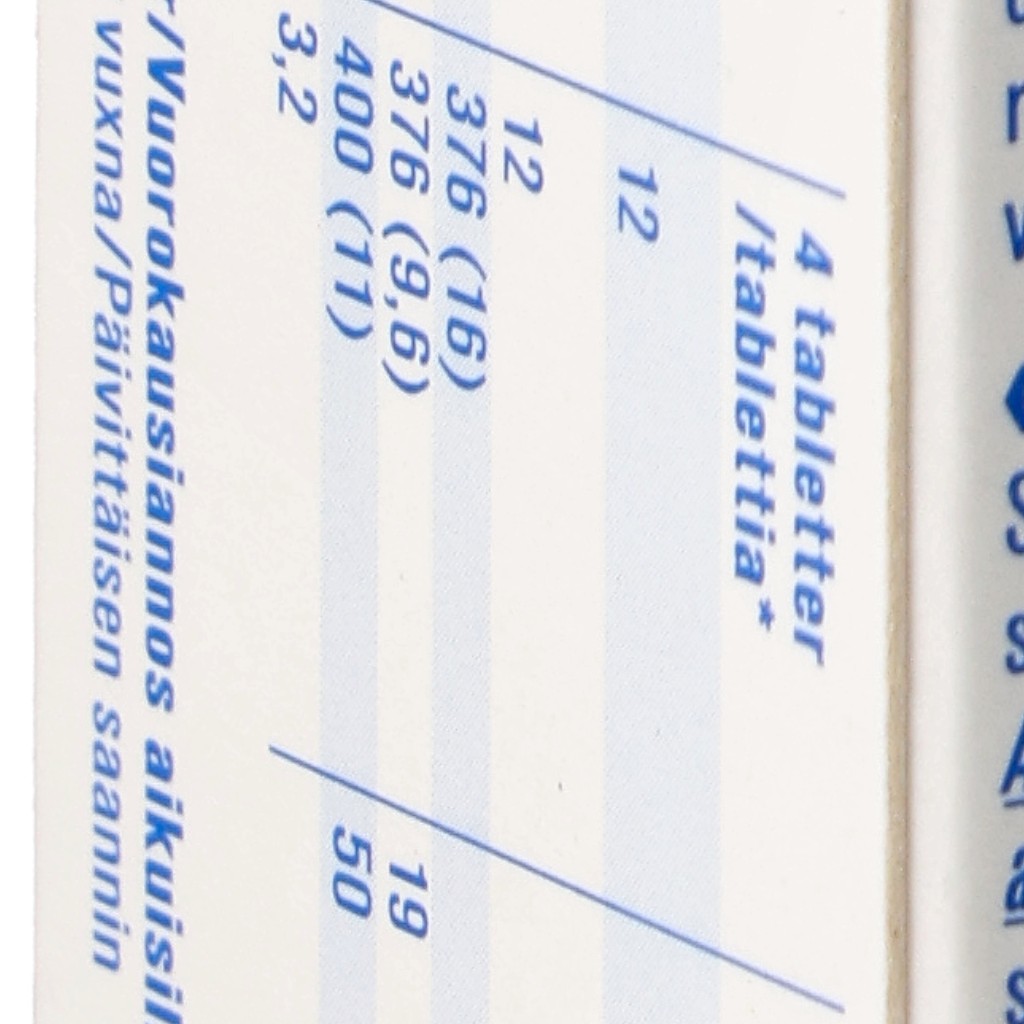 4 tabletter
/tablettia*
12
12
376 (16)
376 (9,6) 19
400 (11) 50
3,2
/Vuorokausiannos
vuxna/Päivittäisen saannin